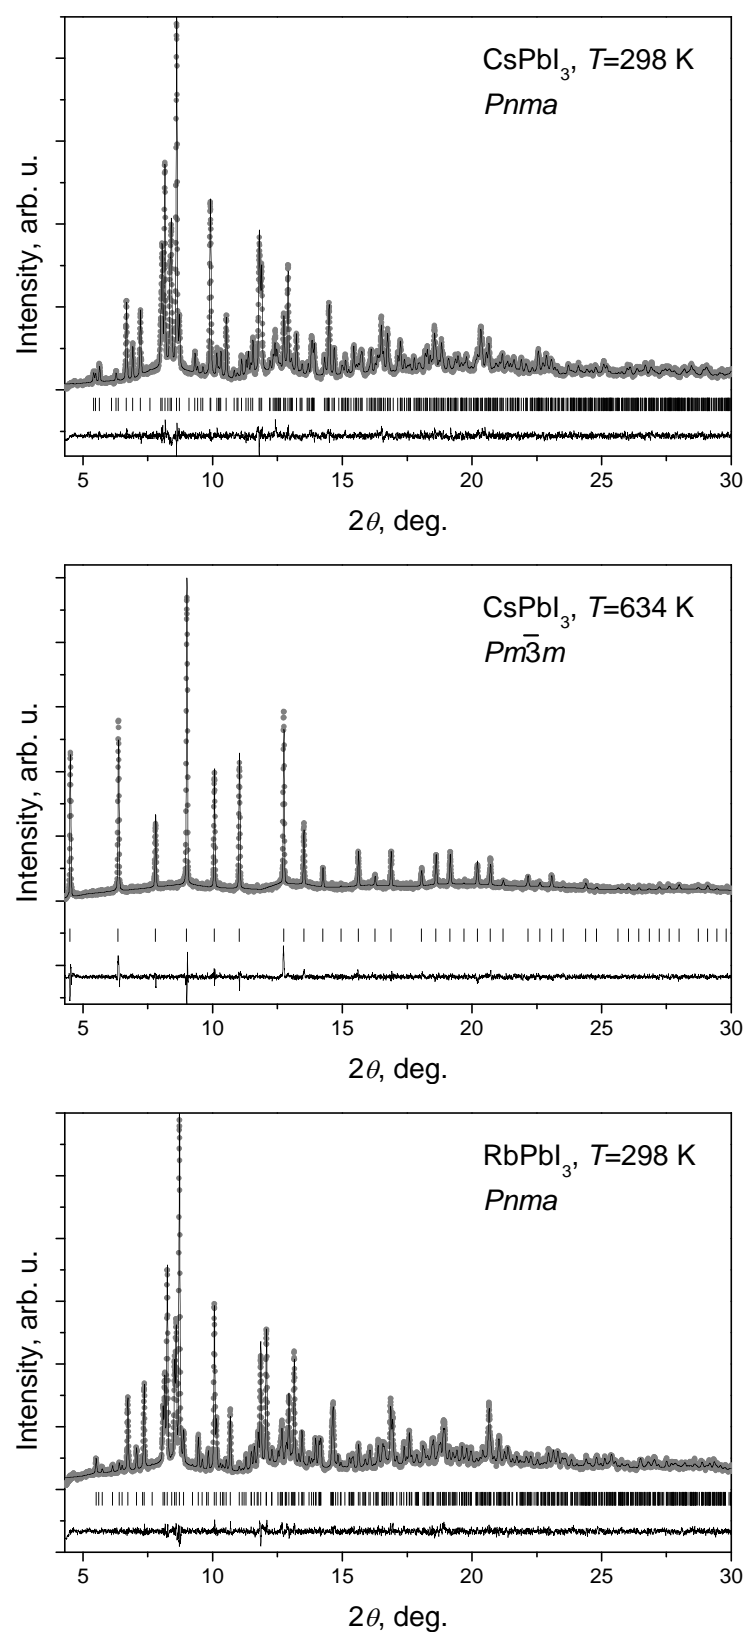 CsPbI₃, T=298 K
Pnma
Intensity, arb. u.
5 10 15 20 25 30
2θ, deg.
CsPbI₃, T=634 K
Pm3̅m
Intensity, arb. u.
5 10 15 20 25 30
2θ, deg.
RbPbI₃, T=298 K
Pnma
Intensity, arb. u.
5 10 15 20 25 30
2θ, deg.